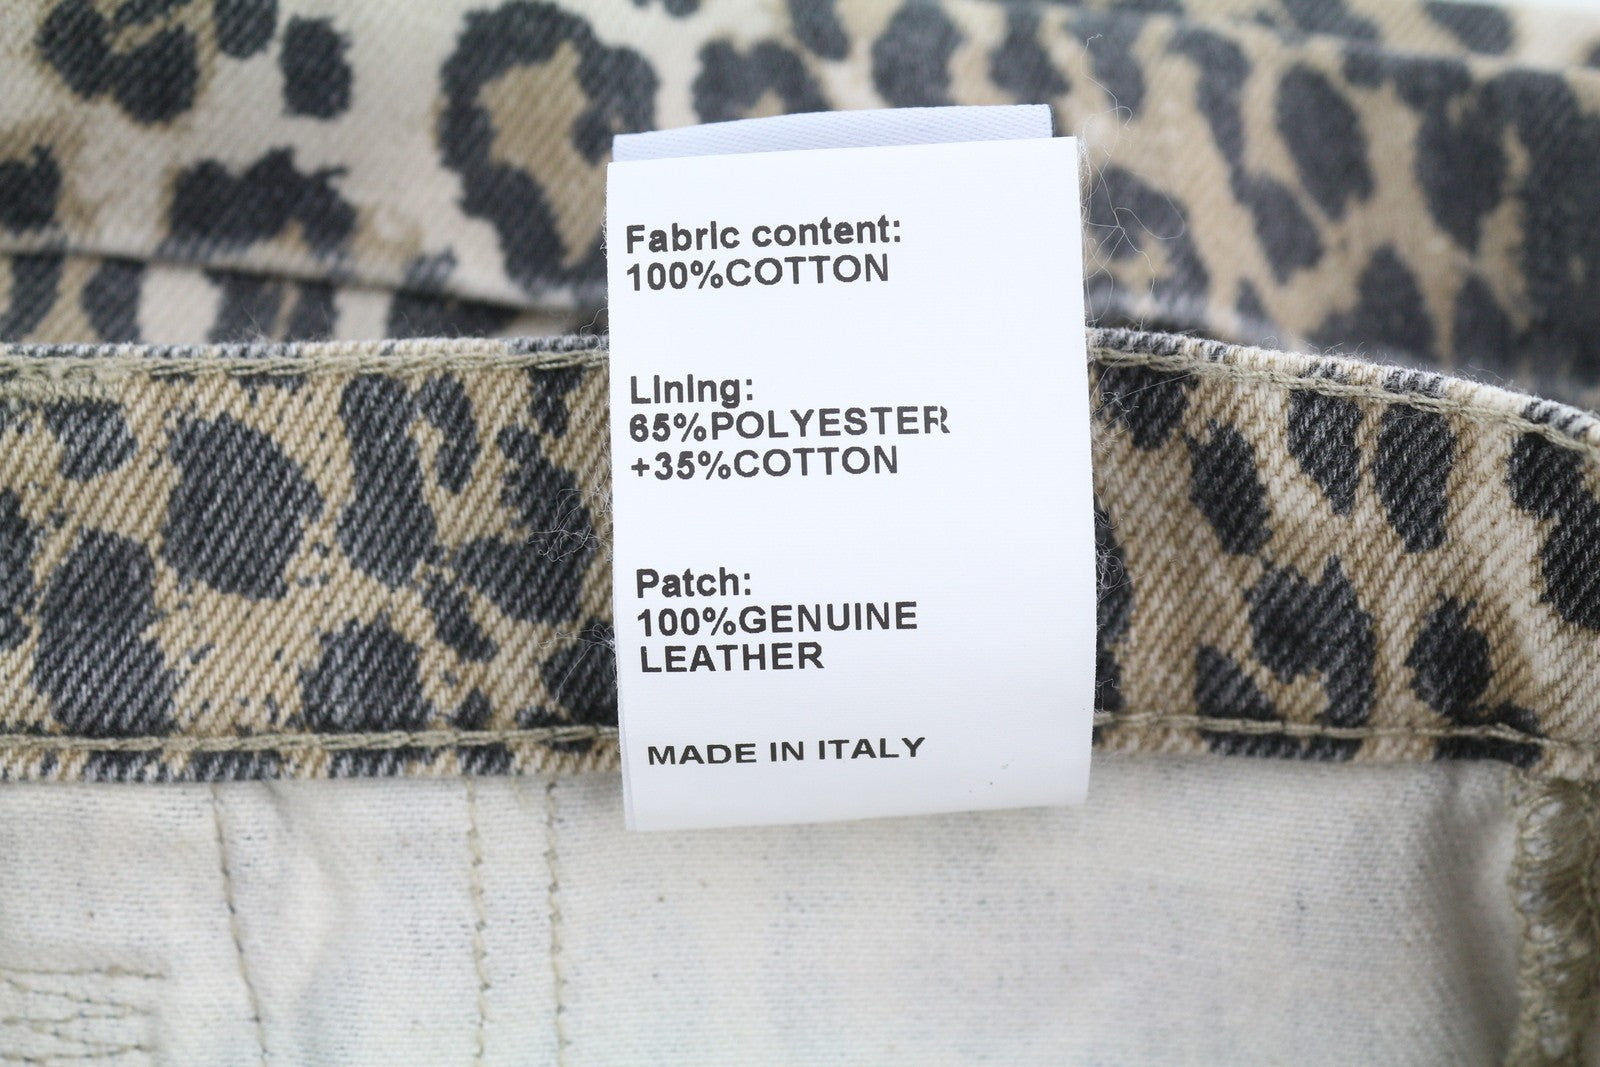 Fabric content:
100%COTTON
Lining:
65%POLYESTER
+35%COTTON
Patch:
100%GENUINE
LEATHER
MADE IN ITALY